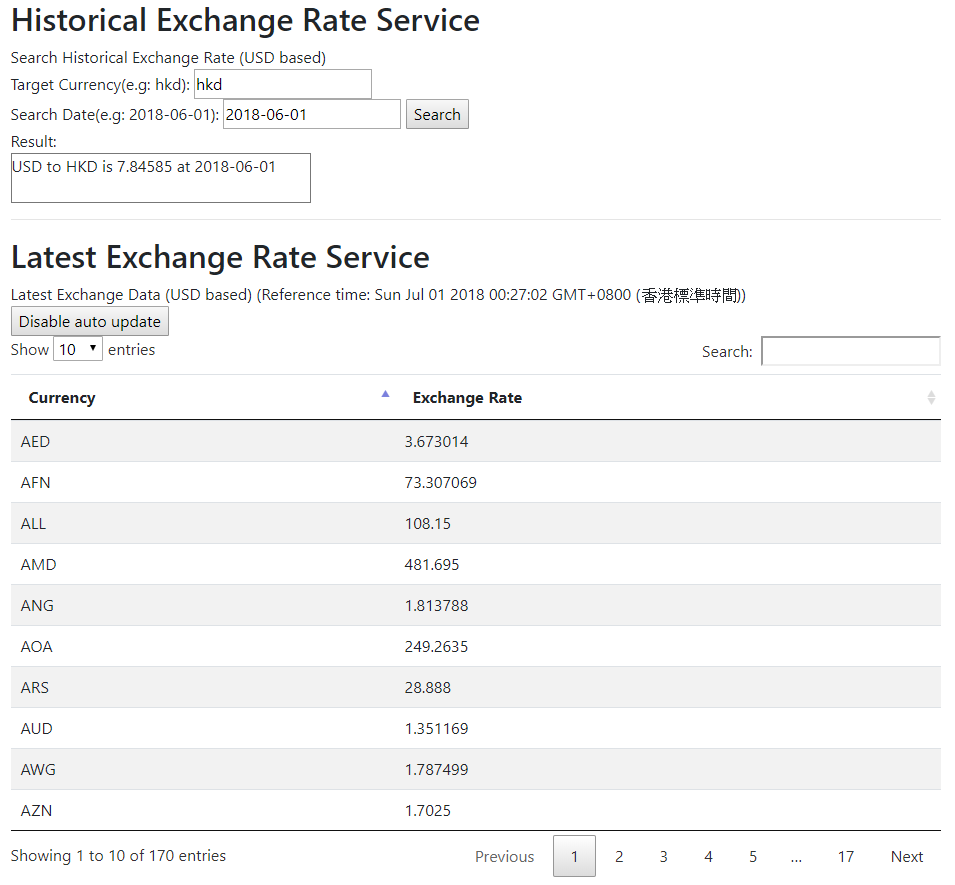 Historical Exchange Rate Service
Search Historical Exchange Rate (USD based)
Target Currency(e.g: hkd): hkd
Search Date(e.g: 2018-06-01): 2018-06-01 Search
Result:
USD to HKD is 7.84585 at 2018-06-01
Latest Exchange Rate Service
Latest Exchange Data (USD based) (Reference time: Sun Jul 01 2018 00:27:02 GMT+0800 (香港標準時間))
Disable auto update
Show 10 entries Search:
Currency Exchange Rate
AED 3.673014
AFN 73.307069
ALL 108.15
AMD 481.695
ANG 1.813788
AOA 249.2635
ARS 28.888
AUD 1.351169
AWG 1.787499
AZN 1.7025
Showing 1 to 10 of 170 entries Previous 1 2 3 4 5 ... 17 Next